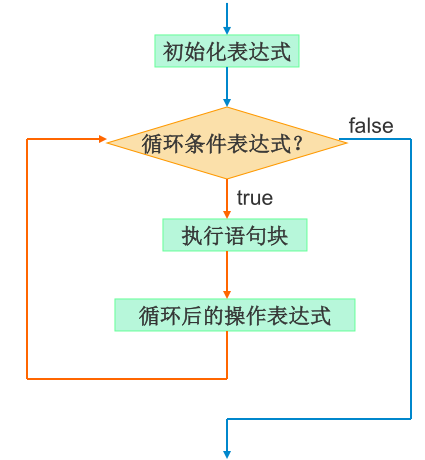 初始化表达式
循环条件表达式？
false
true
执行语句块
循环后的操作表达式